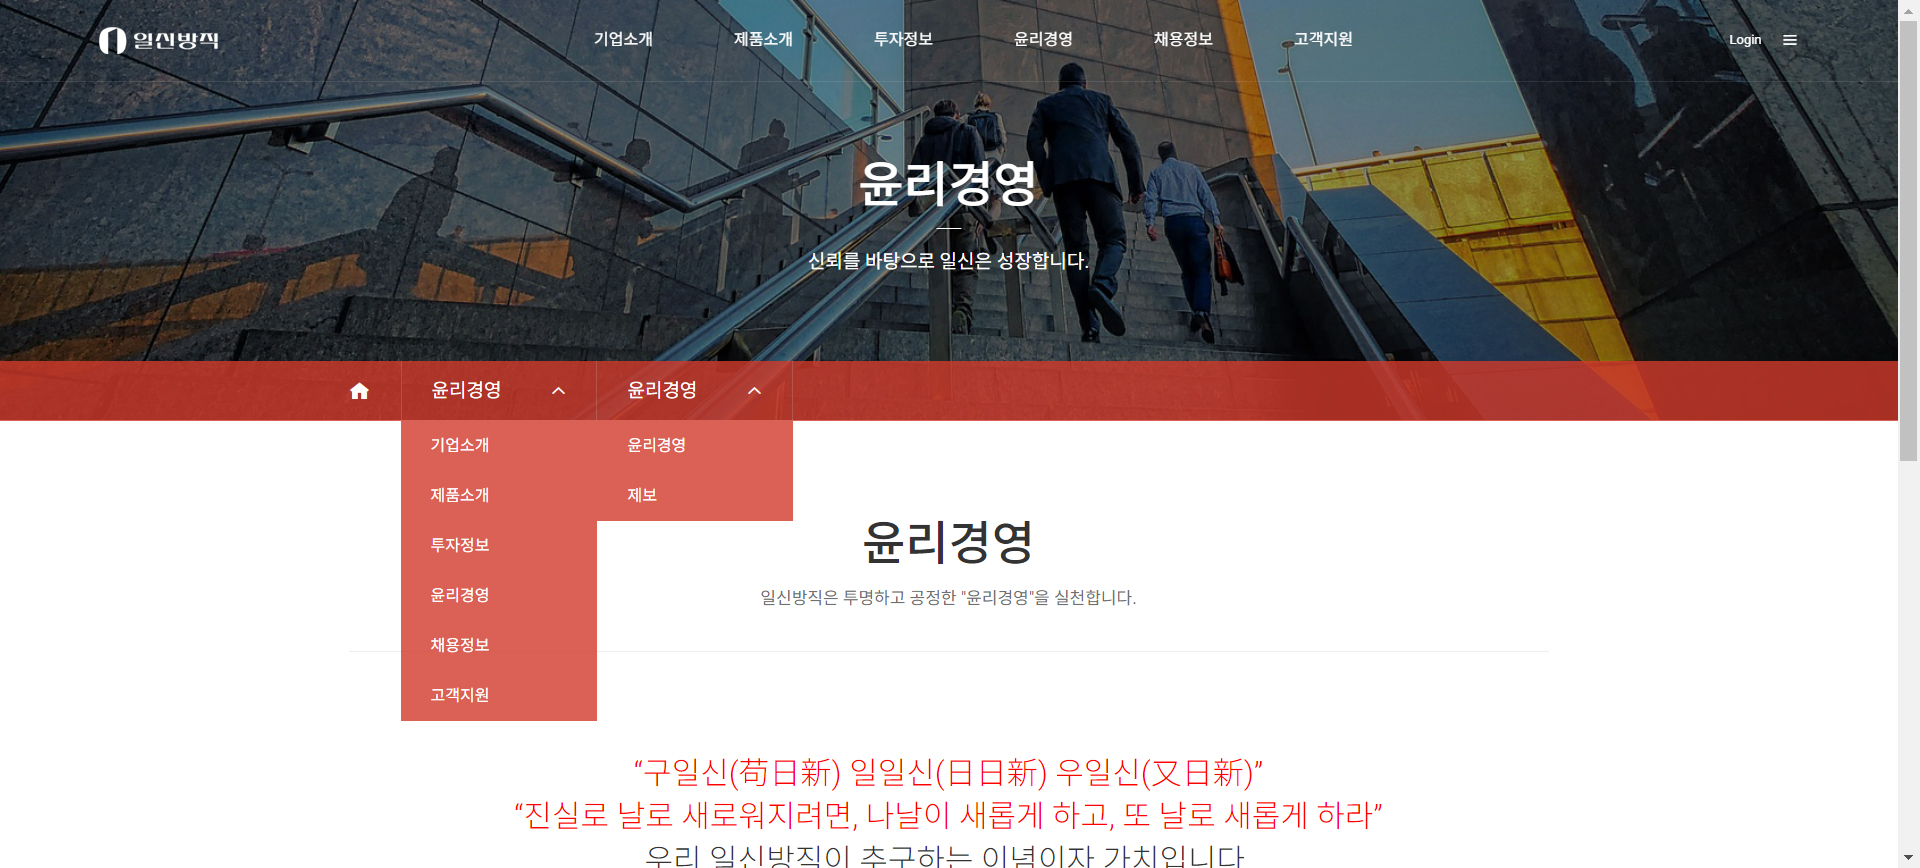 일신방직
기업소개
제품소개
투자정보
윤리경영
채용정보
고객지원
Login
윤리경영
신뢰를 바탕으로 일신은 성장합니다.
윤리경영
윤리경영
기업소개
제품소개
투자정보
윤리경영
채용정보
고객지원
윤리경영
제보
윤리경영
일신방직은 투명하고 공정한 "윤리경영"을 실천합니다.
“구일신(苟日新) 일일신(日日新) 우일신(又日新)”
“진실로 날로 새로워지려면, 나날이 새롭게 하고, 또 날로 새롭게 하라”
우리 일신방직이 추구하는 이념이자 가치입니다